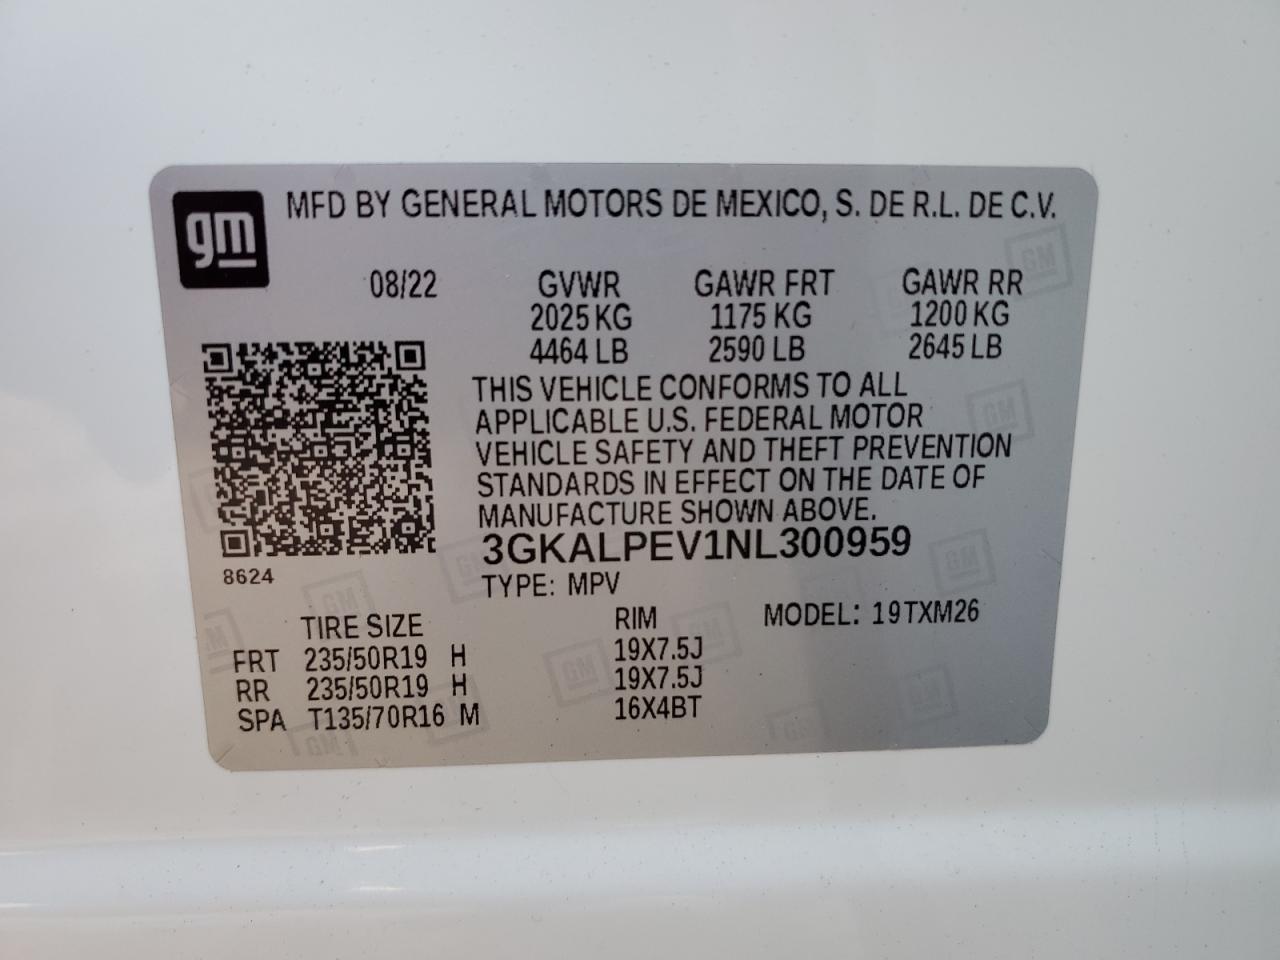 gm
MFD BY GENERAL MOTORS DE MEXICO, S. DE R.L. DE C.V.
08/22 GVWR GAWR FRT GAWR RR
2025 KG 1175 KG 1200 KG
4464 LB 2590 LB 2645 LB
THIS VEHICLE CONFORMS TO ALL
APPLICABLE U.S. FEDERAL MOTOR
VEHICLE SAFETY AND THEFT PREVENTION
STANDARDS IN EFFECT ON THE DATE OF
MANUFACTURE SHOWN ABOVE.
3GKALPEV1NL300959
8624
TYPE: MPV
TIRE SIZE RIM MODEL: 19TXM26
FRT 235/50R19 H 19X7.5J
RR 235/50R19 H 19X7.5J
SPA T135/70R16 M 16X4BT